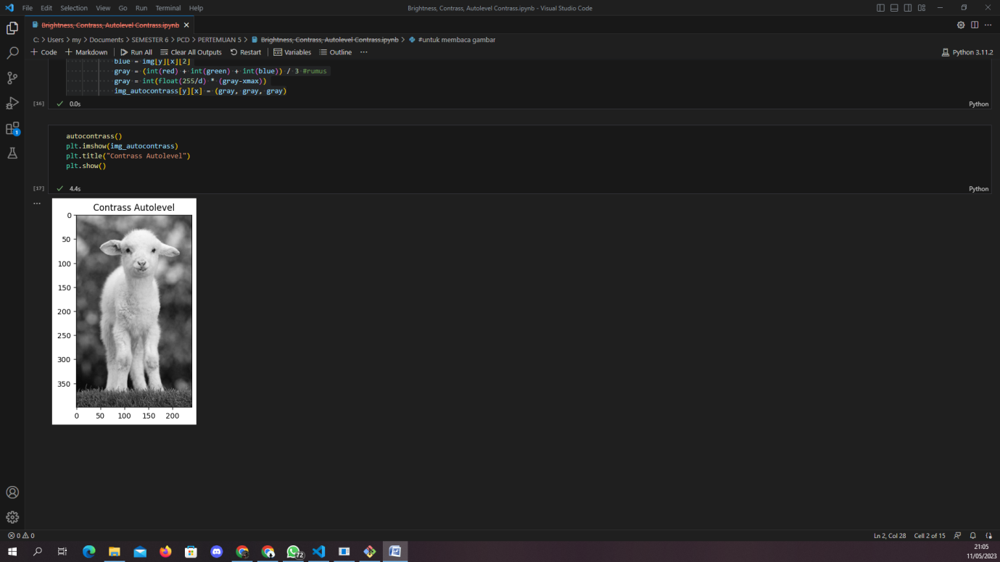 File Edit Selection View Go Run Terminal Help
Brightness, Contrass, Autolevel Contrass.ipynb - Visual Studio Code
Brightness, Contrass, Autolevel Contrass.ipynb
C: > Users > my > Documents > SEMESTER 6 > PCD > PERTEMUAN 5 > Brightness, Contrass, Autolevel Contrass.ipynb > #untuk membaca gambar
+ Code + Markdown | Run All Clear All Outputs Restart | Variables Outline ...
Python 3.11.2
blue = img[y][x][2]
gray = (int(red) + int(green) + int(blue)) / 3 #rumus
gray = int(float(255/d) * (gray-xmax))
img_autocontrass[y][x] = (gray, gray, gray)
[16] 0.0s Python
autocontrass()
plt.imshow(img_autocontrass)
plt.title("Contrass Autolevel")
plt.show()
[17] 4.4s Python
Contrass Autolevel
0
50
100
150
200
250
300
350
0 50 100 150 200
1
0 0
Ln 2, Col 28 Cell 2 of 15
72
21:05
11/05/2023